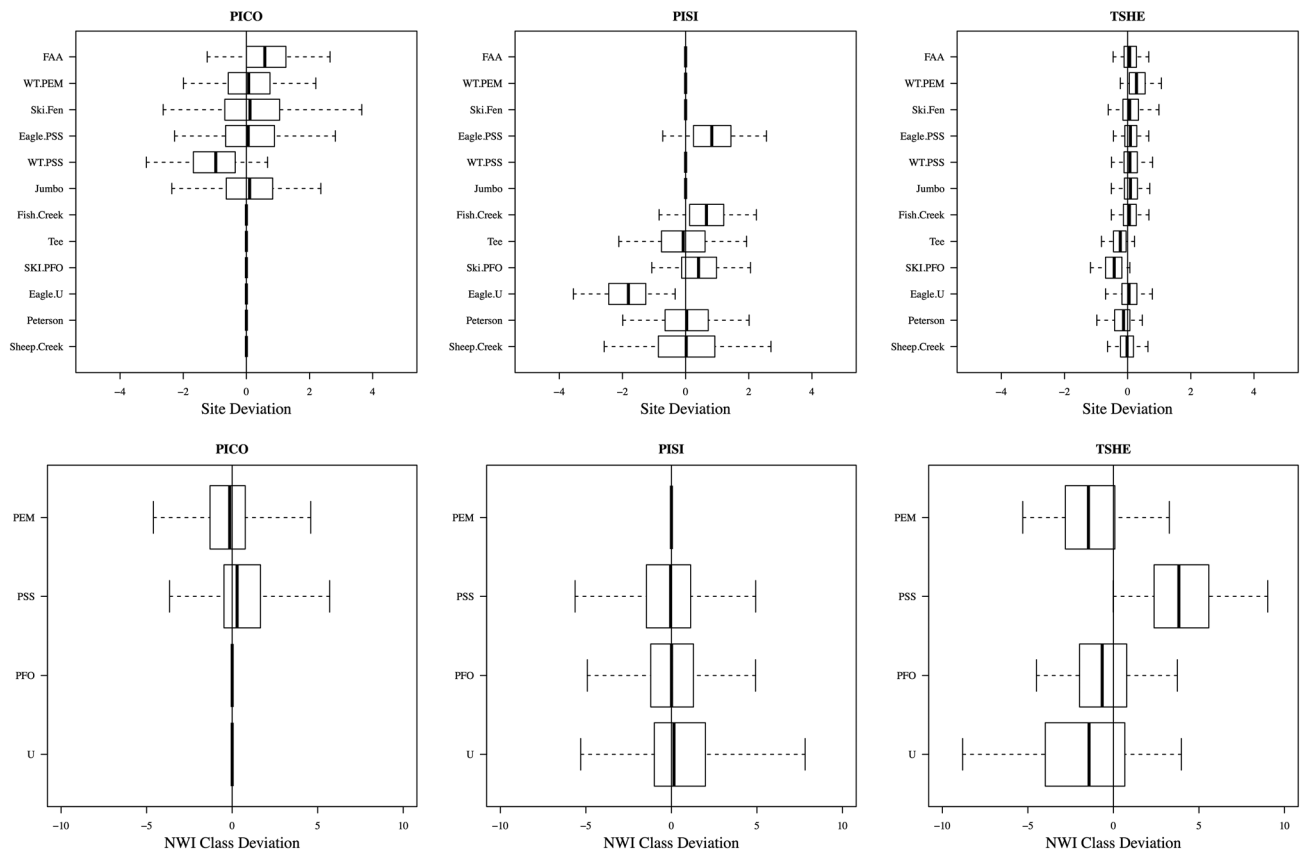 PICO
FAA
WT.PEM
Ski.Fen
Eagle.PSS
WT.PSS
Jumbo
Fish.Creek
Tee
SKI.PFO
Eagle.U
Peterson
Sheep.Creek
−4 −2 0 2 4
Site Deviation
PISI
FAA
WT.PEM
Ski.Fen
Eagle.PSS
WT.PSS
Jumbo
Fish.Creek
Tee
Ski.PFO
Eagle.U
Peterson
Sheep.Creek
−4 −2 0 2 4
Site Deviation
TSHE
FAA
WT.PEM
Ski.Fen
Eagle.PSS
WT.PSS
Jumbo
Fish.Creek
Tee
SKI.PFO
Eagle.U
Peterson
Sheep.Creek
−4 −2 0 2 4
Site Deviation
PICO
PEM
PSS
PFO
U
−10 −5 0 5 10
NWI Class Deviation
PISI
PEM
PSS
PFO
U
−10 −5 0 5 10
NWI Class Deviation
TSHE
PEM
PSS
PFO
U
−10 −5 0 5 10
NWI Class Deviation